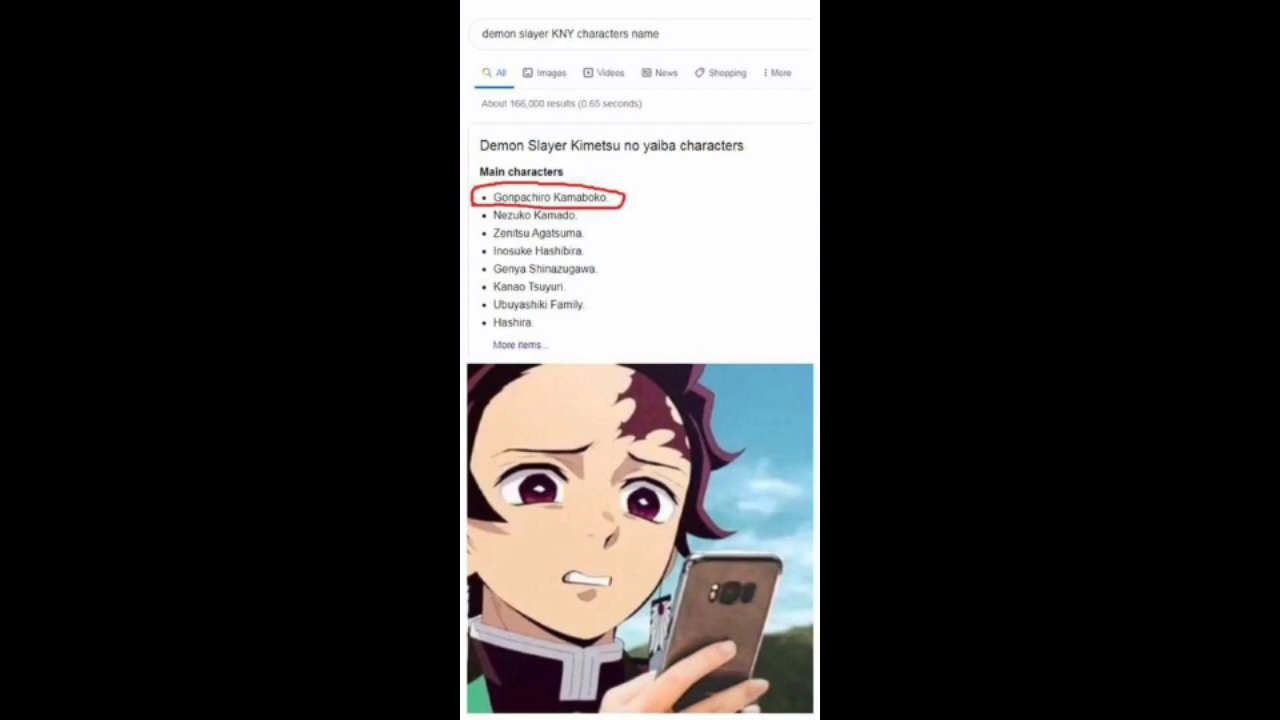 demon slayer KNY characters name
All Images Videos News Shopping More
About 166,000 results (0.65 seconds)
Demon Slayer Kimetsu no yaiba characters
Main characters
• Gonpachiro Kamaboko.
• Nezuko Kamado.
• Zenitsu Agatsuma.
• Inosuke Hashibira.
• Genya Shinazugawa.
• Kanao Tsuyuri.
• Ubuyashiki Family.
• Hashira.
More items...